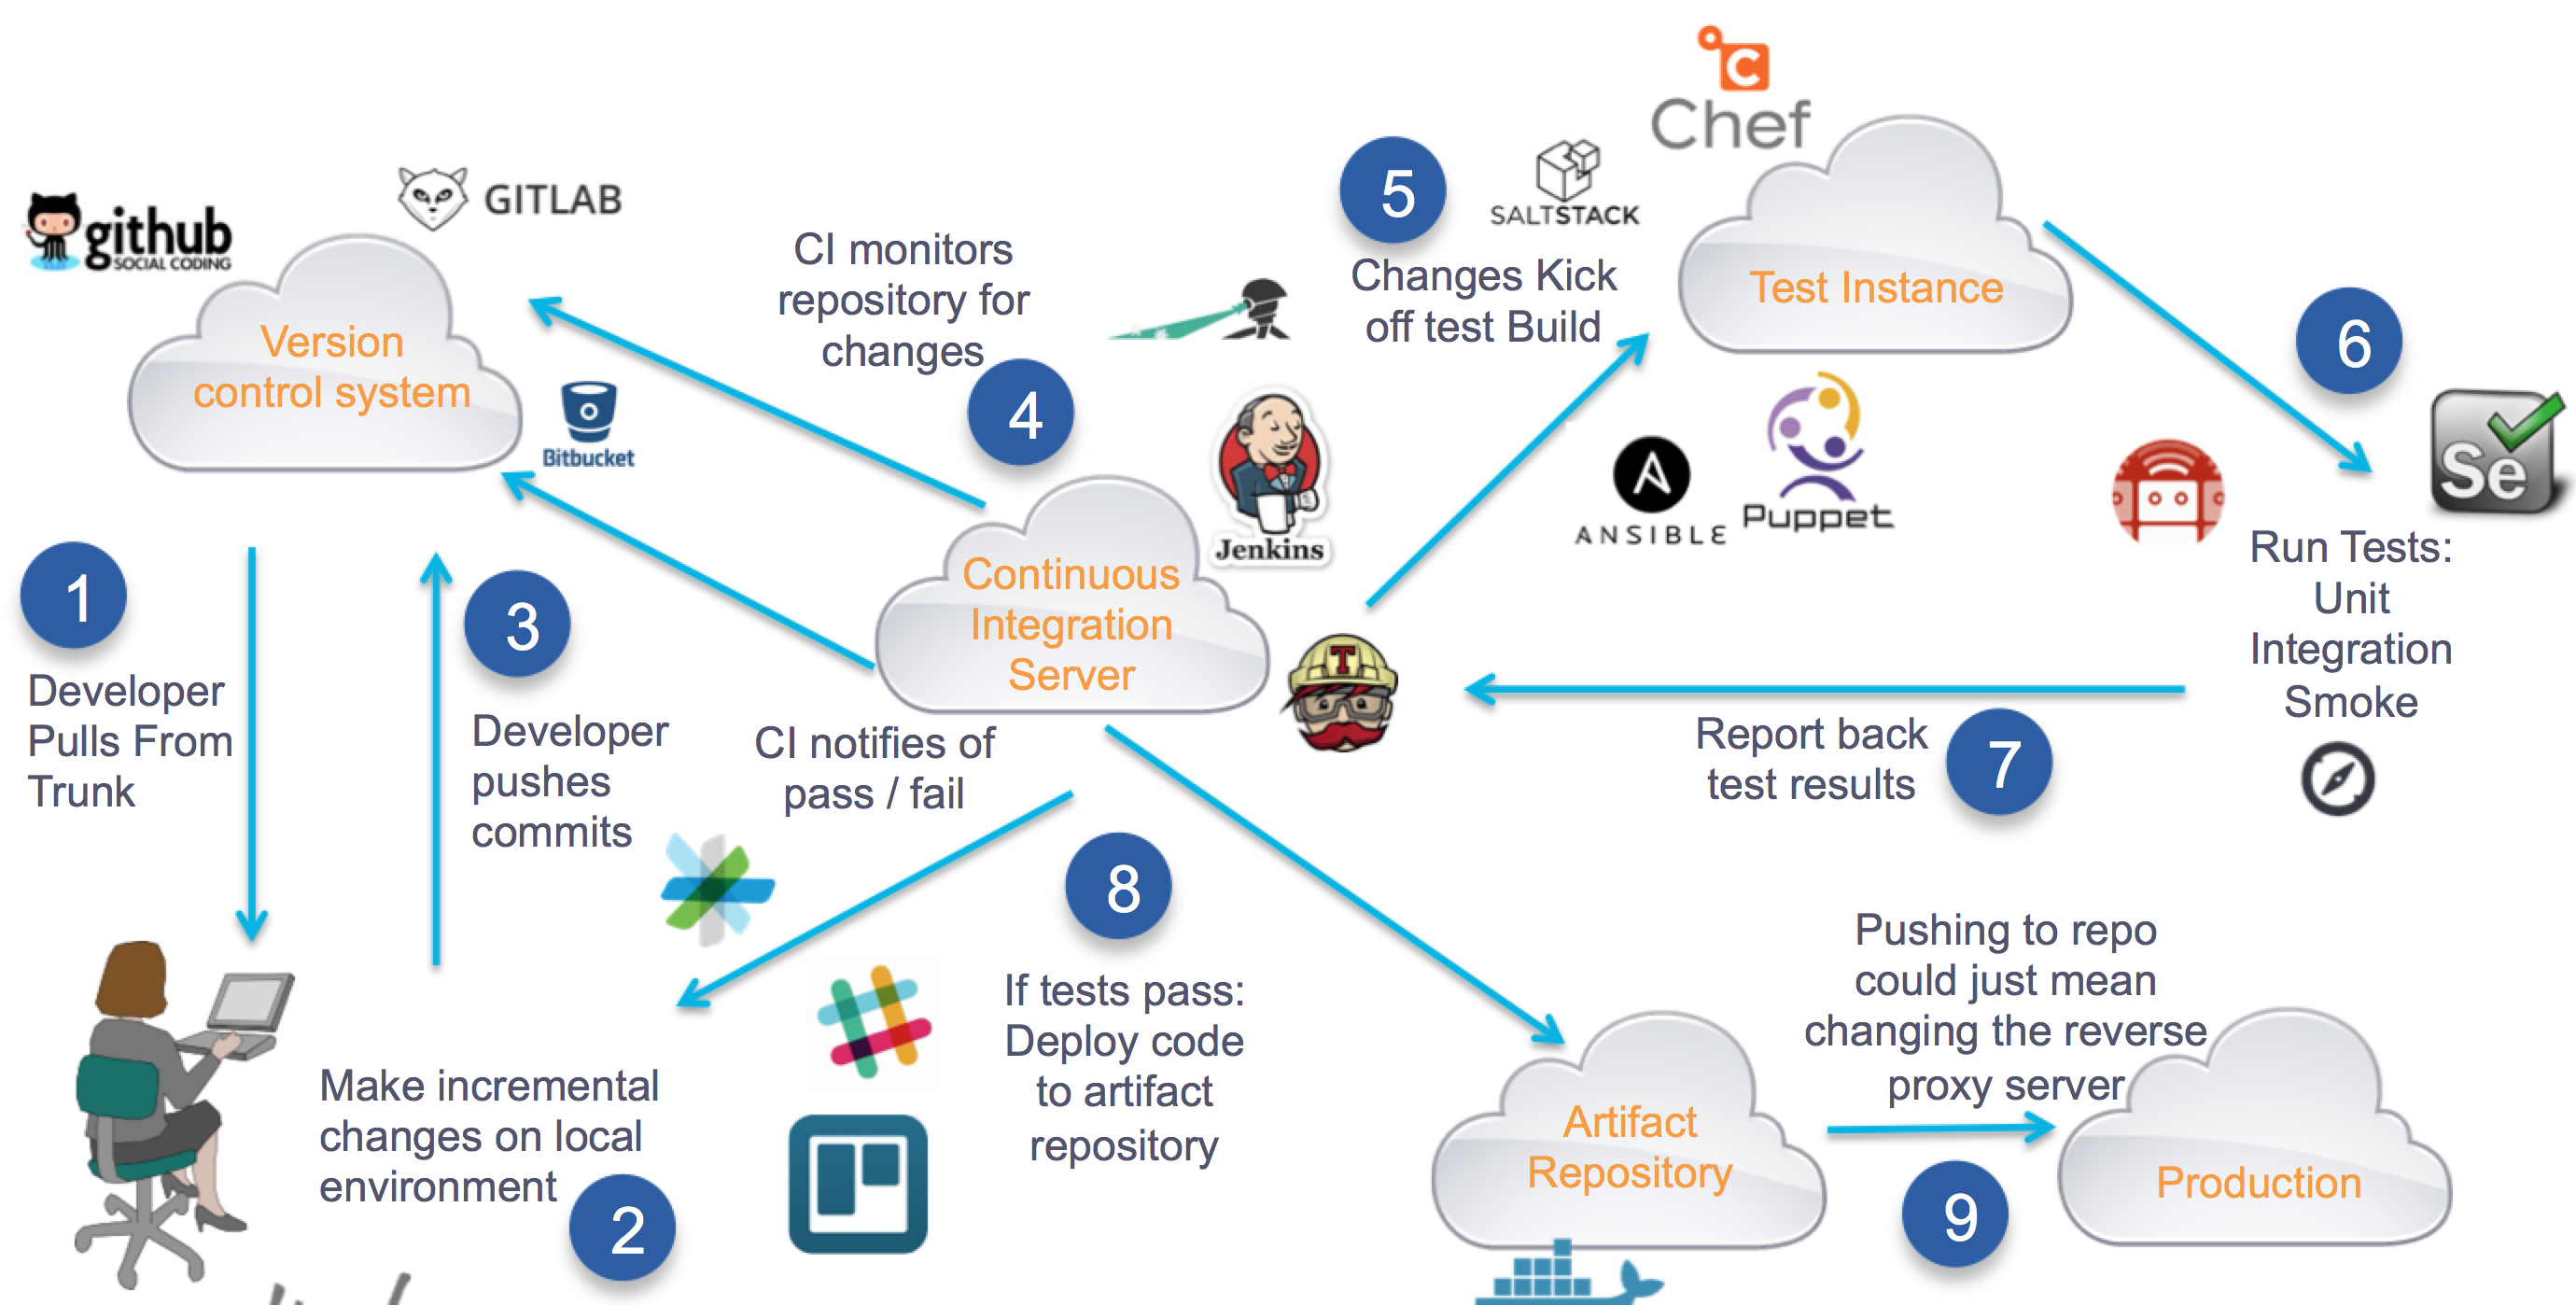 github
SOCIAL CODING
GITLAB
Version
control system
Bitbucket
CI monitors
repository for
changes
4
5
Changes Kick
off test Build
SALTSTACK
Chef
Test Instance
ANSIBLE
Puppet
6
Se
Run Tests:
Unit
Integration
Smoke
Jenkins
Continuous
Integration
Server
T
7
Report back
test results
1
Developer
Pulls From
Trunk
3
Developer
pushes
commits
CI notifies of
pass / fail
2
Make incremental
changes on local
environment
8
If tests pass:
Deploy code
to artifact
repository
Artifact
Repository
9
Pushing to repo
could just mean
changing the reverse
proxy server
Production